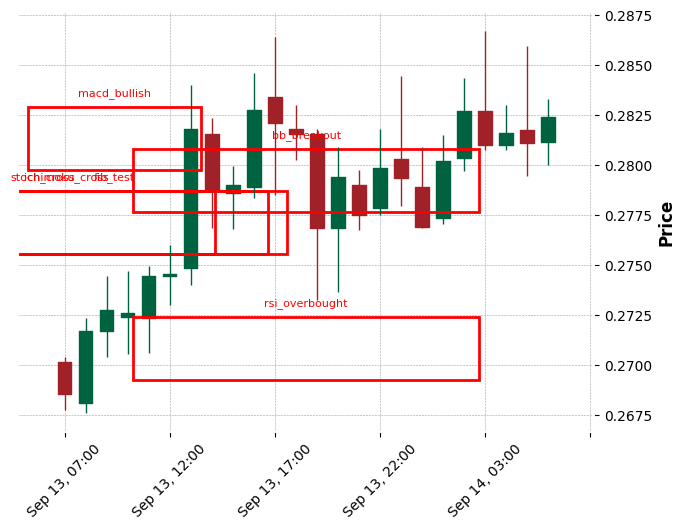 0.2875
0.2850
macd_bullish
0.2825
bb_breakout
0.2800
fib_test
0.2775
Price
0.2750
rsi_overbought
0.2725
0.2700
0.2675
Sep 13, 07:00
Sep 13, 12:00
Sep 13, 17:00
Sep 13, 22:00
Sep 14, 03:00